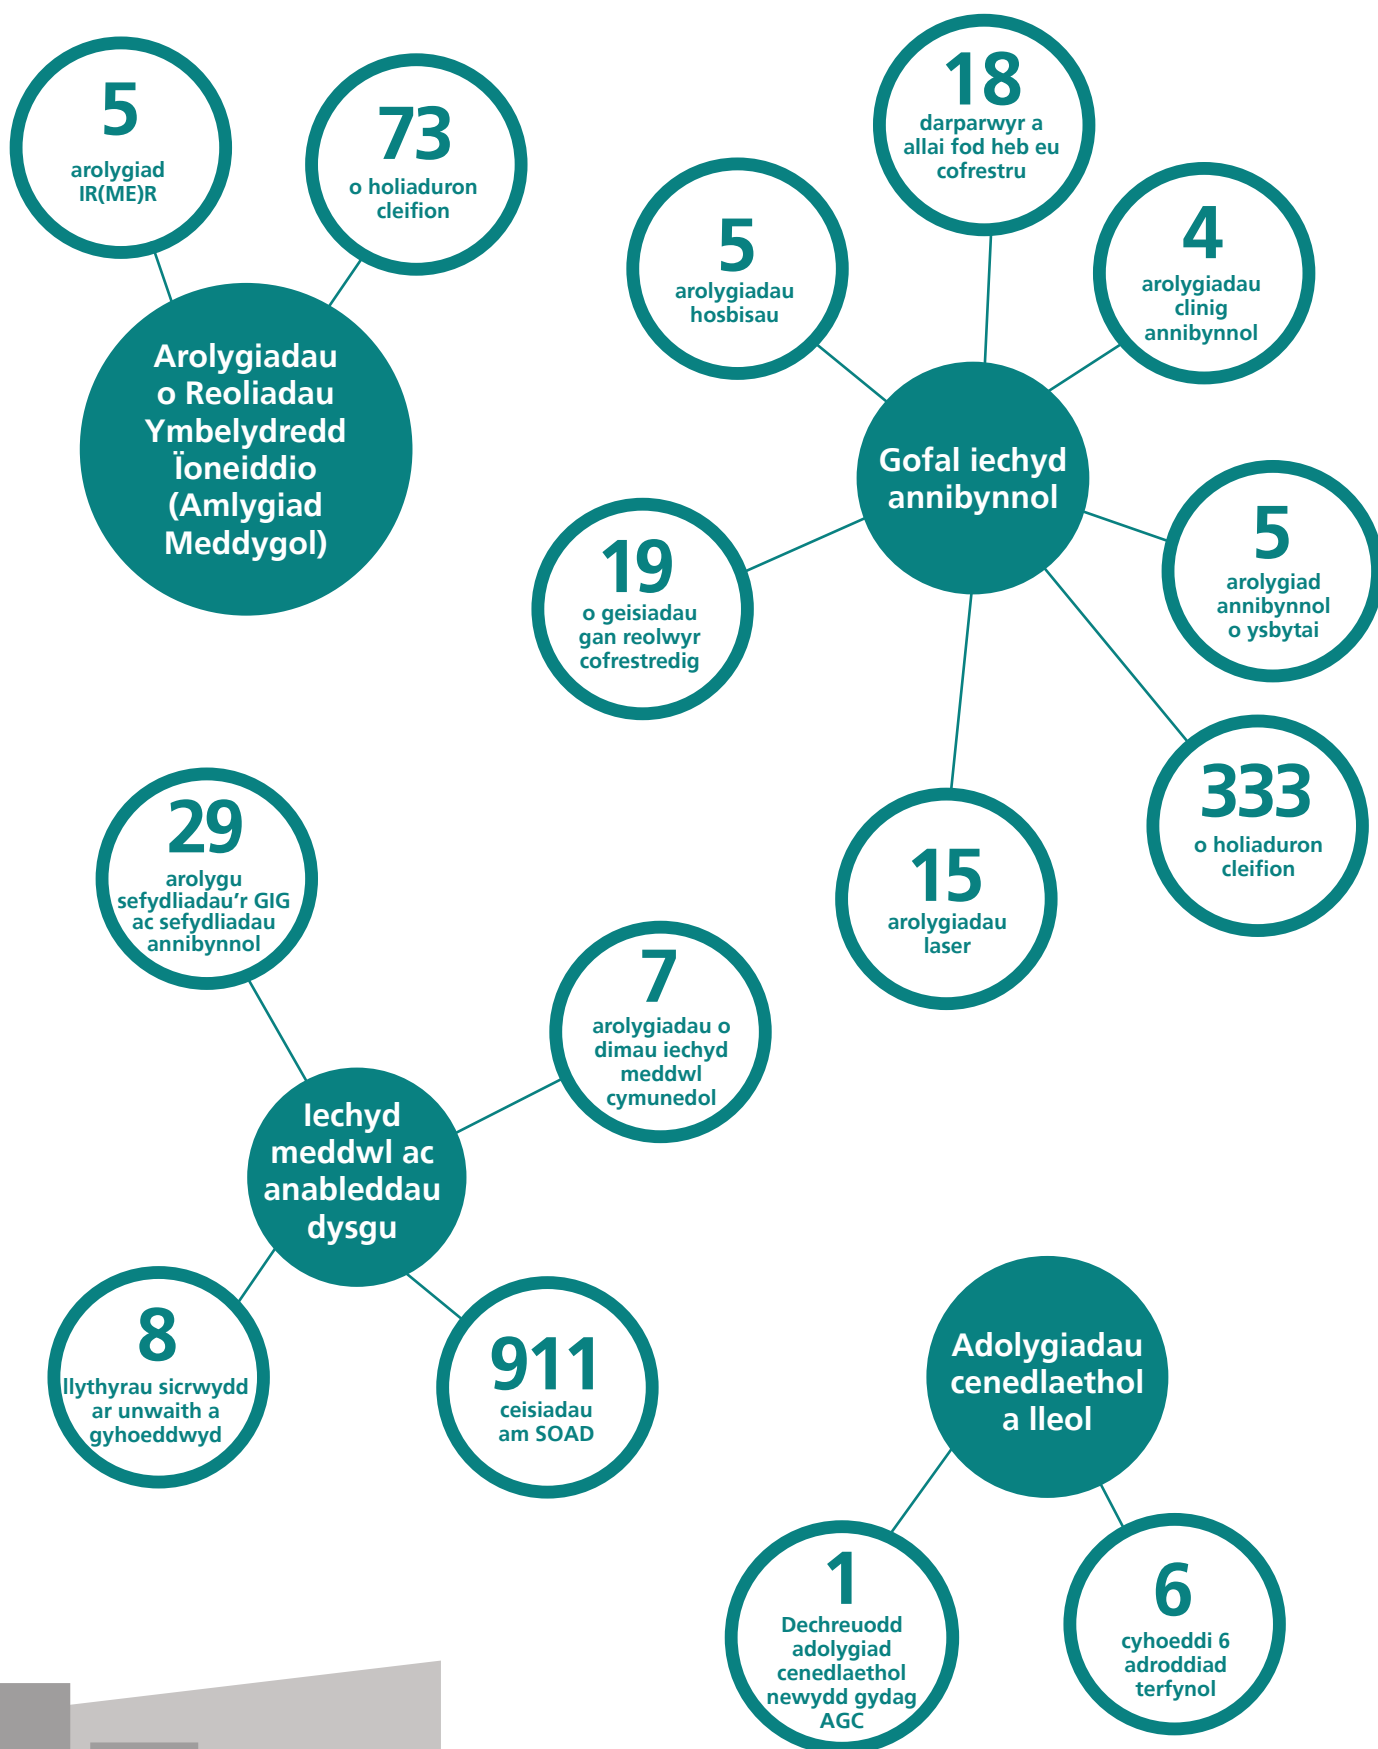 5
arolygiad
IR(ME)R
73
o holiaduron
cleifion
Arolygiadau
o Reoliadau
Ymbelydredd
Ïoneiddio
(Amlygiad
Meddygol)
18
darparwyr a
allai fod heb eu
cofrestru
5
arolygiadau
hosbisau
4
arolygiadau
clinig
annibynnol
Gofal iechyd
annibynnol
19
o geisiadau
gan reolwyr
cofrestredig
5
arolygiad
annibynnol
o ysbytai
333
o holiaduron
cleifion
15
arolygiadau
laser
29
arolygu
sefydliadau’r GIG
ac sefydliadau
annibynnol
7
arolygiadau o
dimau iechyd
meddwl
cymunedol
Iechyd
meddwl ac
anableddau
dysgu
8
llythyrau sicrwydd
ar unwaith a
gyhoeddwyd
911
ceisiadau
am SOAD
Adolygiadau
cenedlaethol
a lleol
1
Dechreuodd
adolygiad
cenedlaethol
newydd gydag
AGC
6
cyhoeddi 6
adroddiad
terfynol